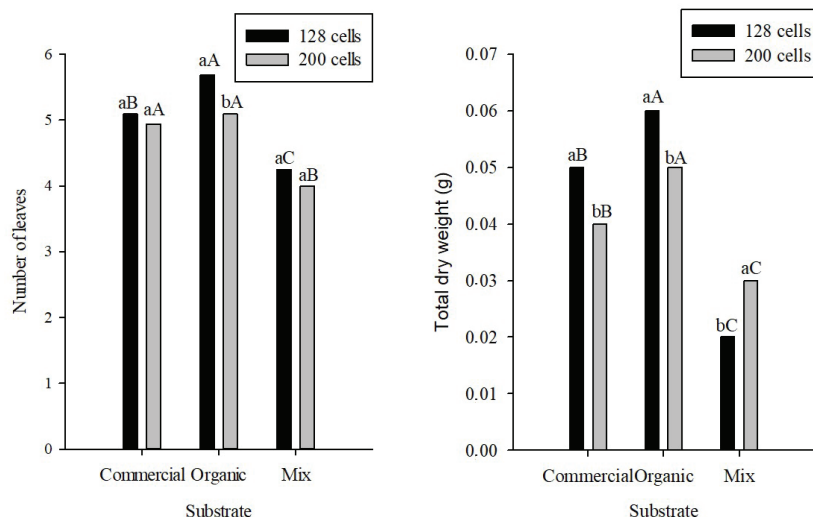 128 cells
200 cells
6
5
4
3
2
1
0
Number of leaves
aB
aA
aA
bA
aC
aB
Commercial Organic Mix
Substrate
128 cells
200 cells
0.07
0.06
0.05
0.04
0.03
0.02
0.01
0.00
Total dry weight (g)
aB
bB
aA
bA
bC
aC
Commercial Organic Mix
Substrate